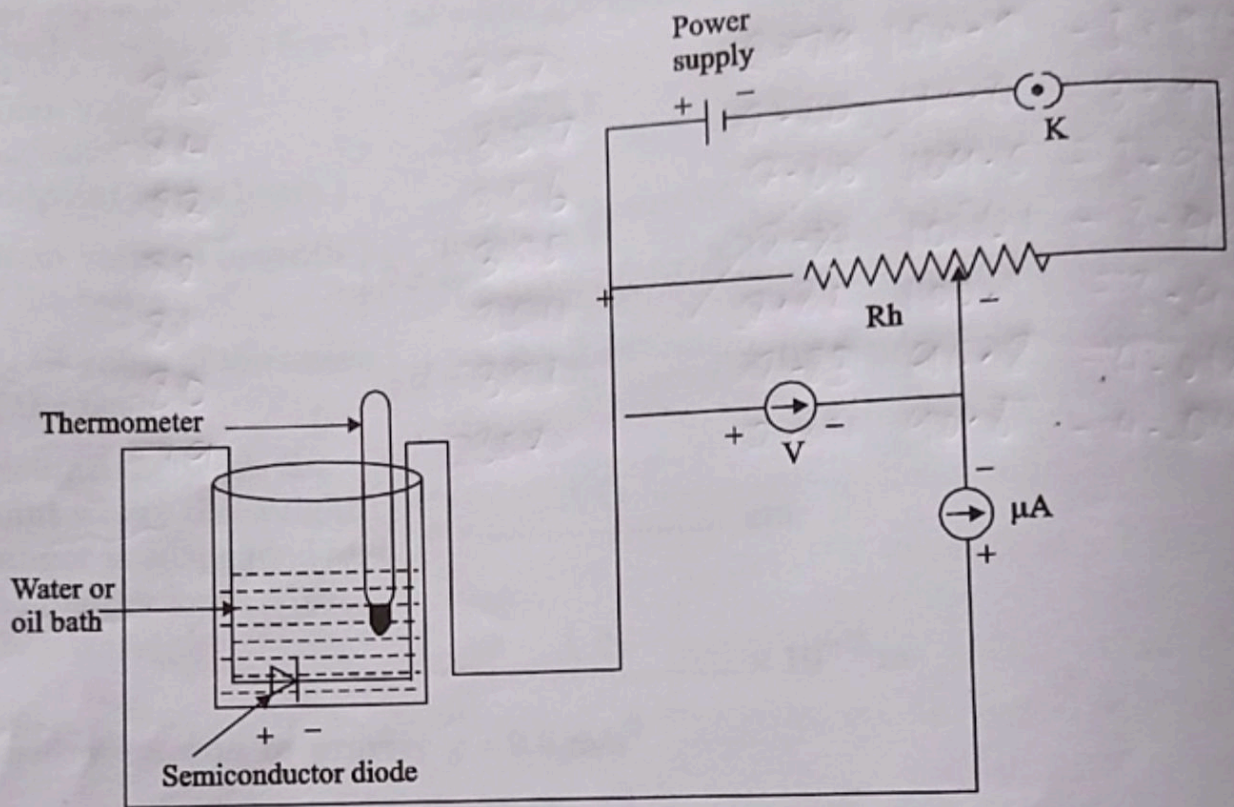 Power
supply
+ −
K
+
Rh
−
Thermometer
+ −
V
−
μA
+
Water or
oil bath
+ −
Semiconductor diode